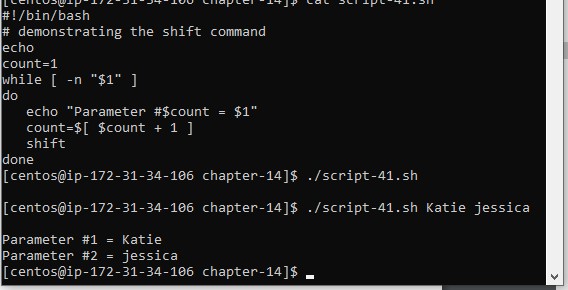 [centos@ip-172-31-34-106 chapter-14]$ cat script-41.sh
#!/bin/bash
# demonstrating the shift command
echo
count=1
while [ -n "$1" ]
do
   echo "Parameter #$count = $1"
   count=$[ $count + 1 ]
   shift
done
[centos@ip-172-31-34-106 chapter-14]$ ./script-41.sh

[centos@ip-172-31-34-106 chapter-14]$ ./script-41.sh Katie jessica

Parameter #1 = Katie
Parameter #2 = jessica
[centos@ip-172-31-34-106 chapter-14]$